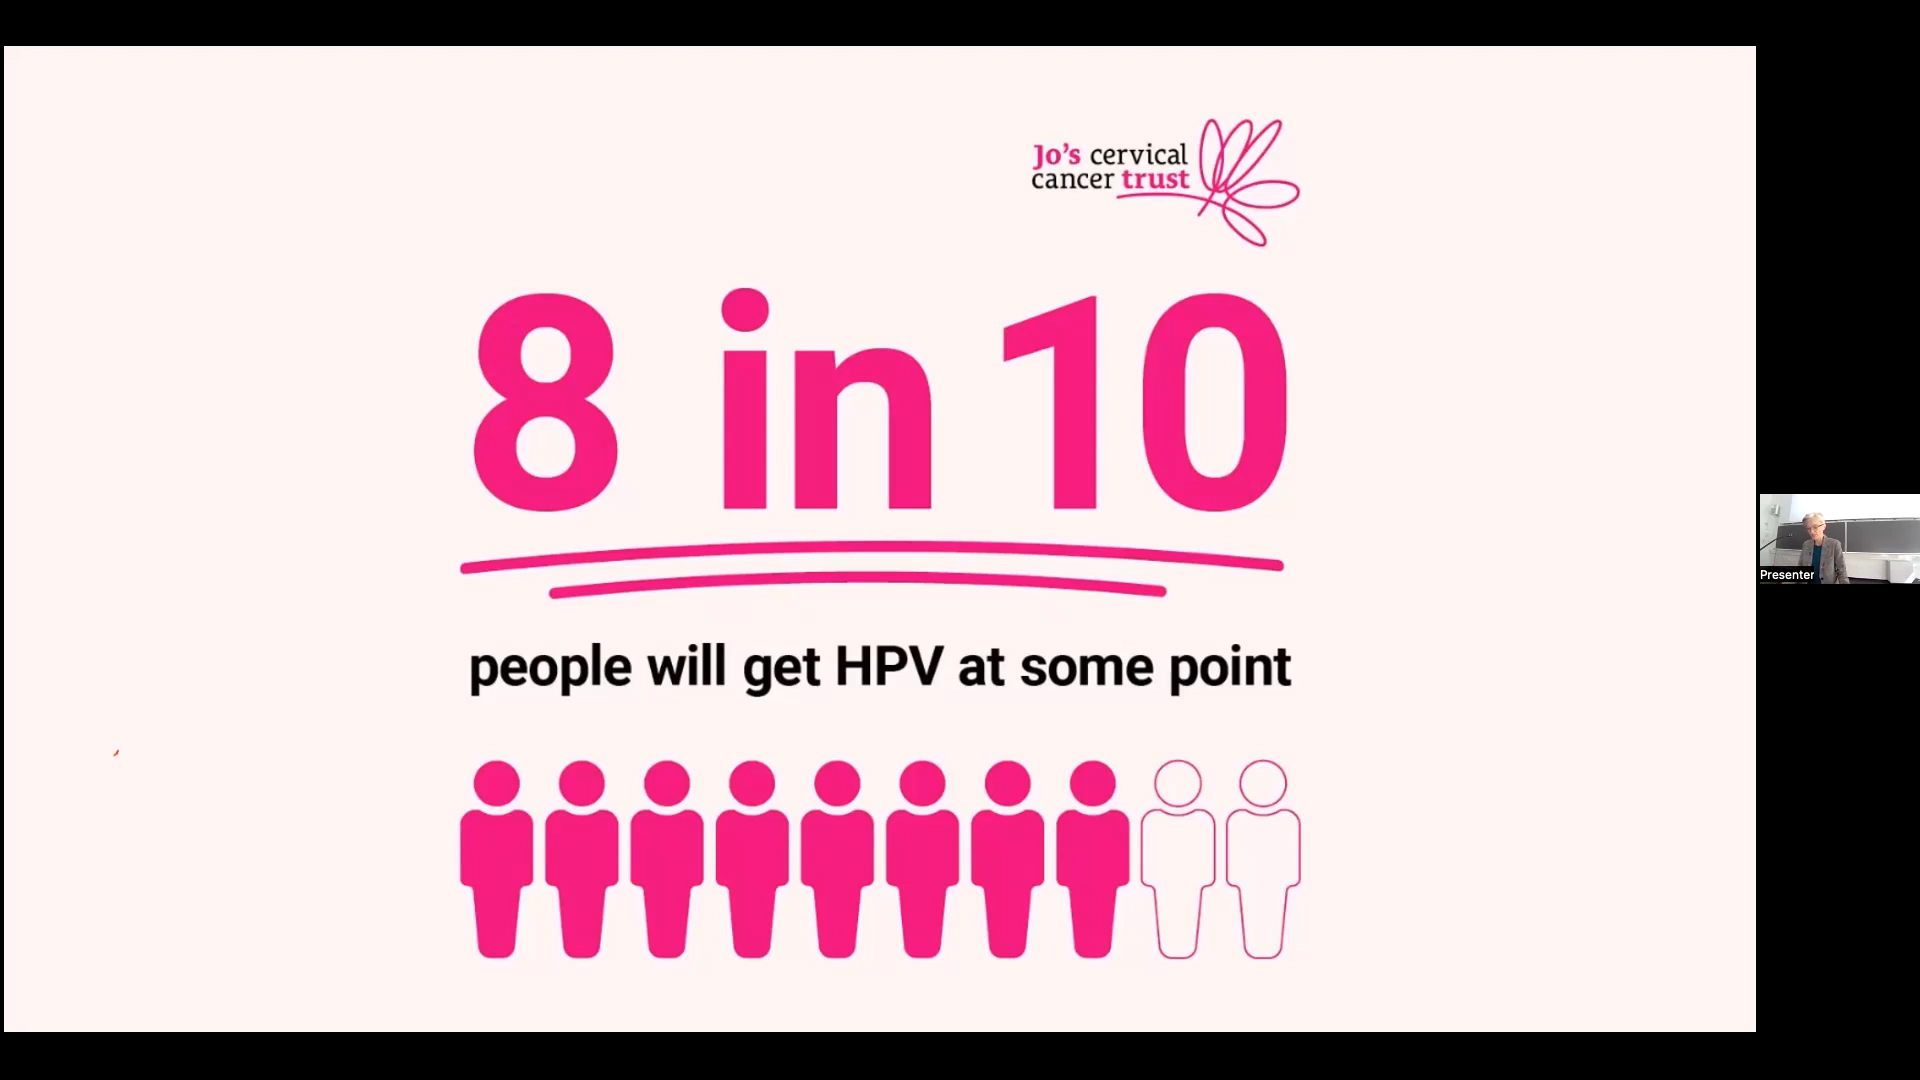 Jo's cervical
cancer trust
8 in 10
people will get HPV at some point
Presenter